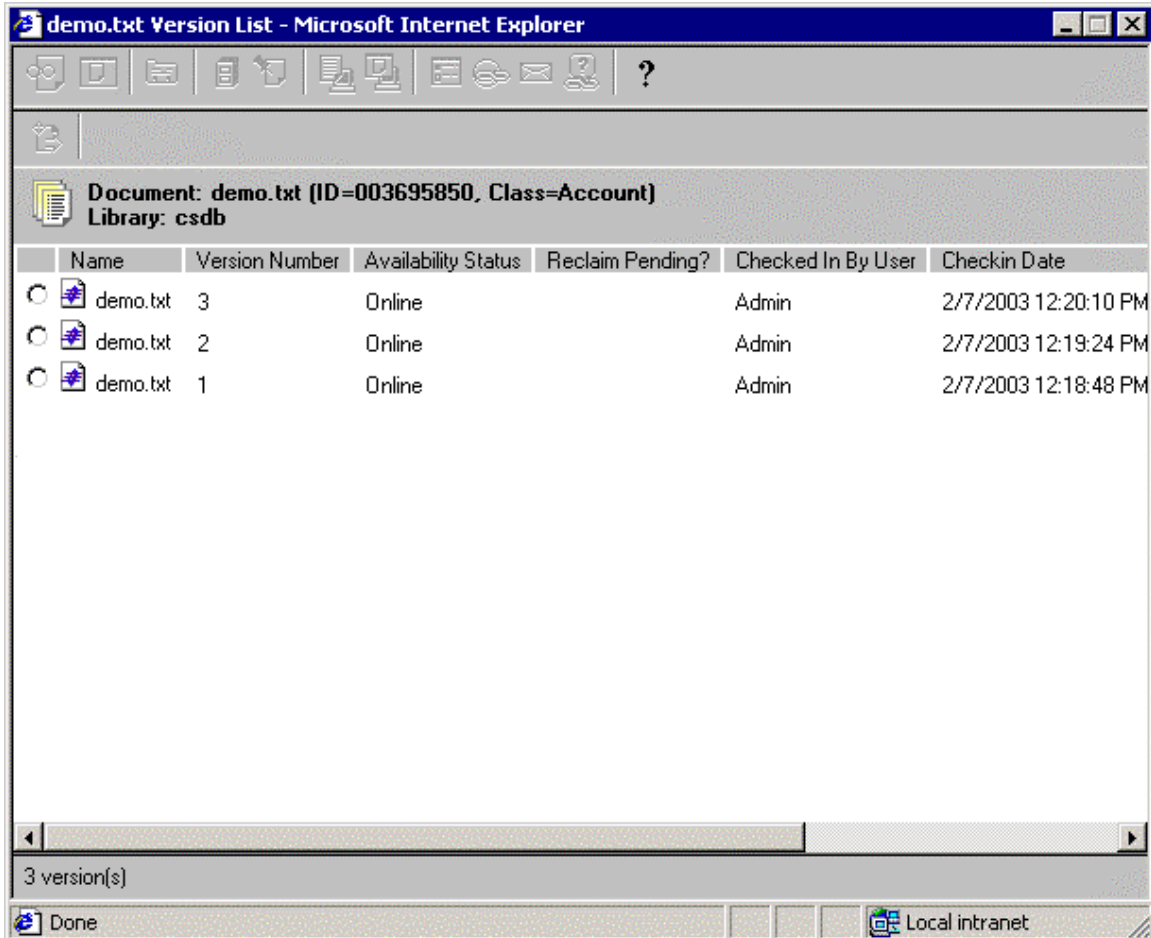 demo.txt Version List - Microsoft Internet Explorer
?
Document: demo.txt (ID=003695850, Class=Account)
Library: csdb
Name Version Number Availability Status Reclaim Pending? Checked In By User Checkin Date
demo.txt 3 Online Admin 2/7/2003 12:20:10 PM
demo.txt 2 Online Admin 2/7/2003 12:19:24 PM
demo.txt 1 Online Admin 2/7/2003 12:18:48 PM
3 version(s)
Done Local intranet